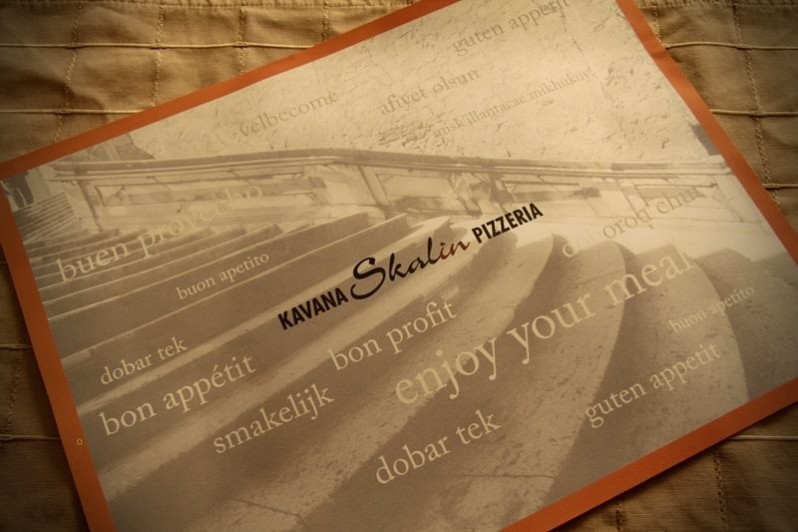 guten appetit
afiyet olsun
velbecome
buen provecho
buon apetito
KAVANA Skalin PIZZERIA
dobar tek
bon profit
bon appétit
enjoy your meal
buon apetito
smakelijk
guten appetit
dobar tek